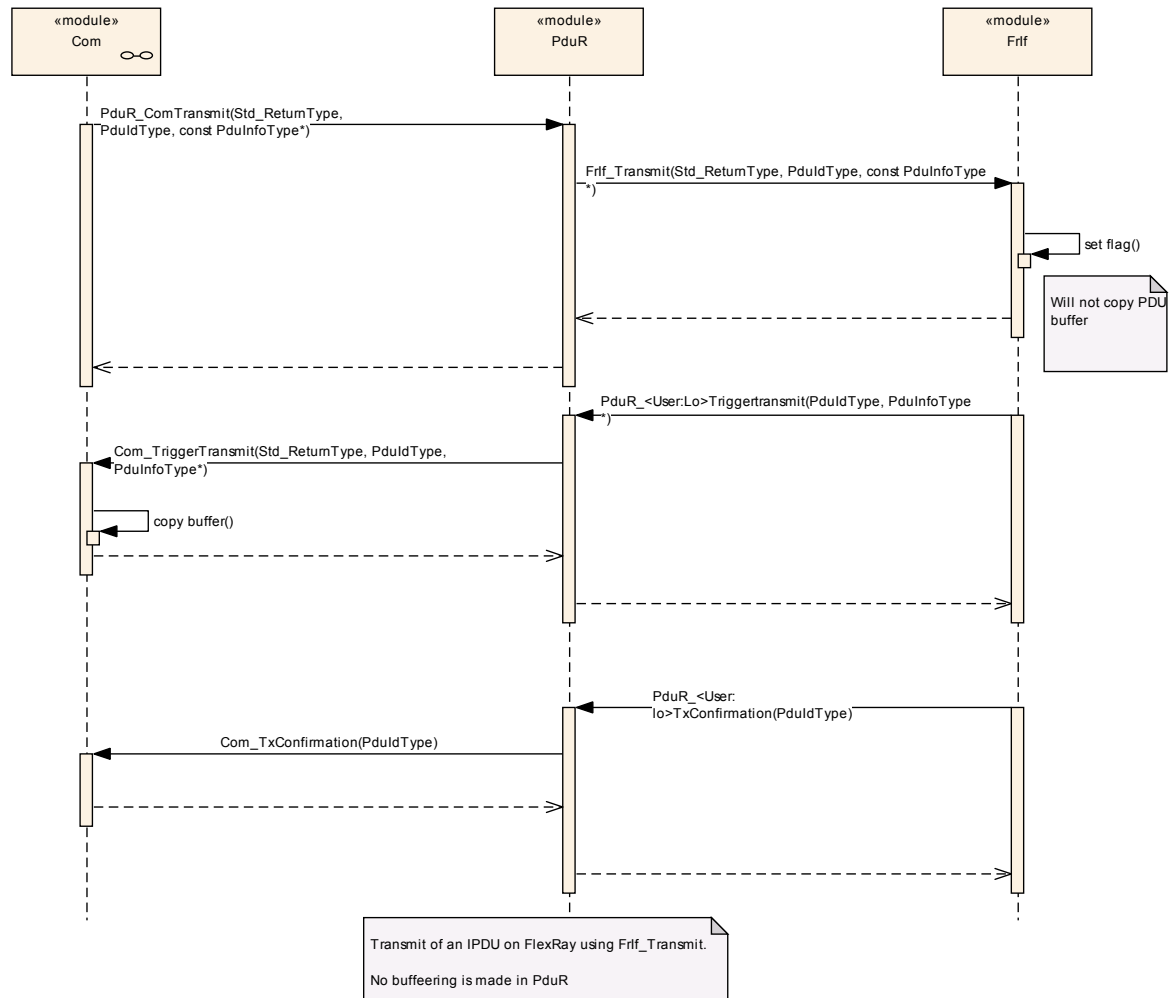 «module»
Com
«module»
PduR
«module»
FrIf
PduR_ComTransmit(Std_ReturnType,
PduIdType, const PduInfoType*)
FrIf_Transmit(Std_ReturnType, PduIdType, const PduInfoType
*)
set flag()
Will not copy PDU
buffer
PduR_<User:Lo>Triggertransmit(PduIdType, PduInfoType
*)
Com_TriggerTransmit(Std_ReturnType, PduIdType,
PduInfoType*)
copy buffer()
PduR_<User:
lo>TxConfirmation(PduIdType)
Com_TxConfirmation(PduIdType)
Transmit of an IPDU on FlexRay using FrIf_Transmit.
No buffeering is made in PduR